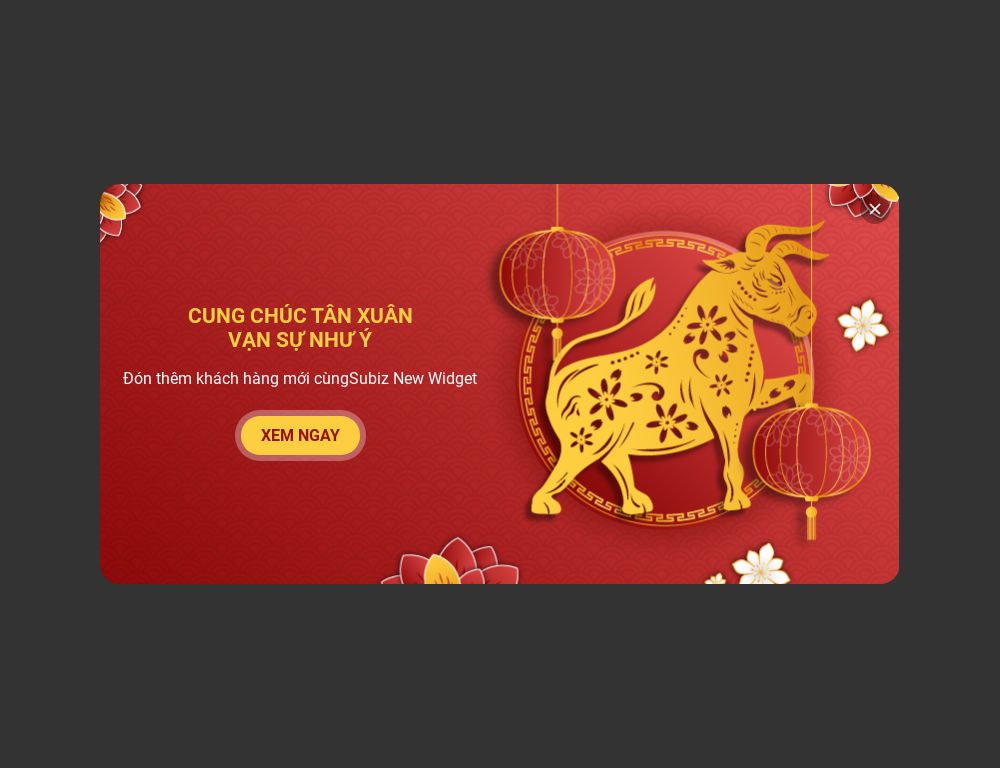 CUNG CHÚC TÂN XUÂN
VẠN SỰ NHƯ Ý
Đón thêm khách hàng mới cùngSubiz New Widget
XEM NGAY